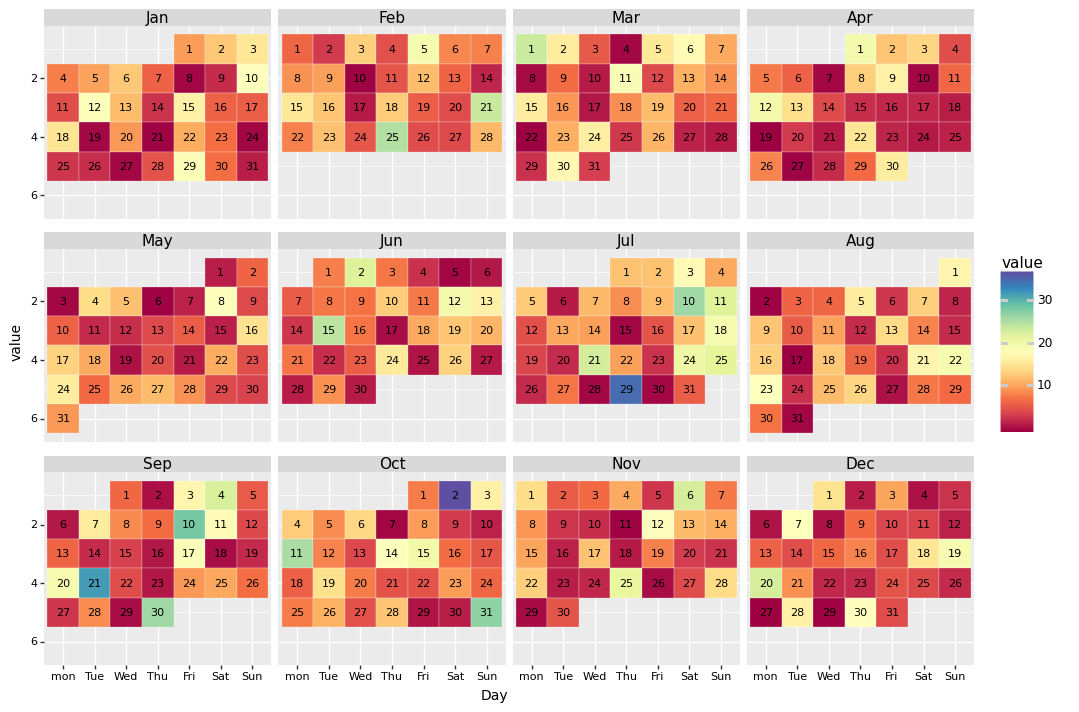 Jan Feb Mar Apr
1 2 3 1 2 3 4 5 6 7 1 2 3 4 5 6 7 1 2 3 4
2 4 5 6 7 8 9 10 8 9 10 11 12 13 14 8 9 10 11 12 13 14 5 6 7 8 9 10 11
11 12 13 14 15 16 17 15 16 17 18 19 20 21 15 16 17 18 19 20 21 12 13 14 15 16 17 18
4 18 19 20 21 22 23 24 22 23 24 25 26 27 28 22 23 24 25 26 27 28 19 20 21 22 23 24 25
25 26 27 28 29 30 31 29 30 31 26 27 28 29 30
6
May Jun Jul Aug
1 2 1 2 3 4 5 6 1 2 3 4 1
2 3 4 5 6 7 8 9 7 8 9 10 11 12 13 5 6 7 8 9 10 11 2 3 4 5 6 7 8
10 11 12 13 14 15 16 14 15 16 17 18 19 20 12 13 14 15 16 17 18 9 10 11 12 13 14 15
4 17 18 19 20 21 22 23 21 22 23 24 25 26 27 19 20 21 22 23 24 25 16 17 18 19 20 21 22
24 25 26 27 28 29 30 28 29 30 26 27 28 29 30 31 23 24 25 26 27 28 29
6 31 30 31
Sep Oct Nov Dec
1 2 3 4 5 1 2 3 1 2 3 4 5 6 7 1 2 3 4 5
2 6 7 8 9 10 11 12 4 5 6 7 8 9 10 8 9 10 11 12 13 14 6 7 8 9 10 11 12
13 14 15 16 17 18 19 11 12 13 14 15 16 17 15 16 17 18 19 20 21 13 14 15 16 17 18 19
4 20 21 22 23 24 25 26 18 19 20 21 22 23 24 22 23 24 25 26 27 28 20 21 22 23 24 25 26
27 28 29 30 25 26 27 28 29 30 31 29 30 27 28 29 30 31
6
mon Tue Wed Thu Fri Sat Sun mon Tue Wed Thu Fri Sat Sun mon Tue Wed Thu Fri Sat Sun mon Tue Wed Thu Fri Sat Sun
Day
value
value
30
20
10